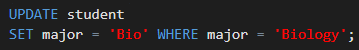 UPDATE student
SET major = 'Bio' WHERE major = 'Biology';